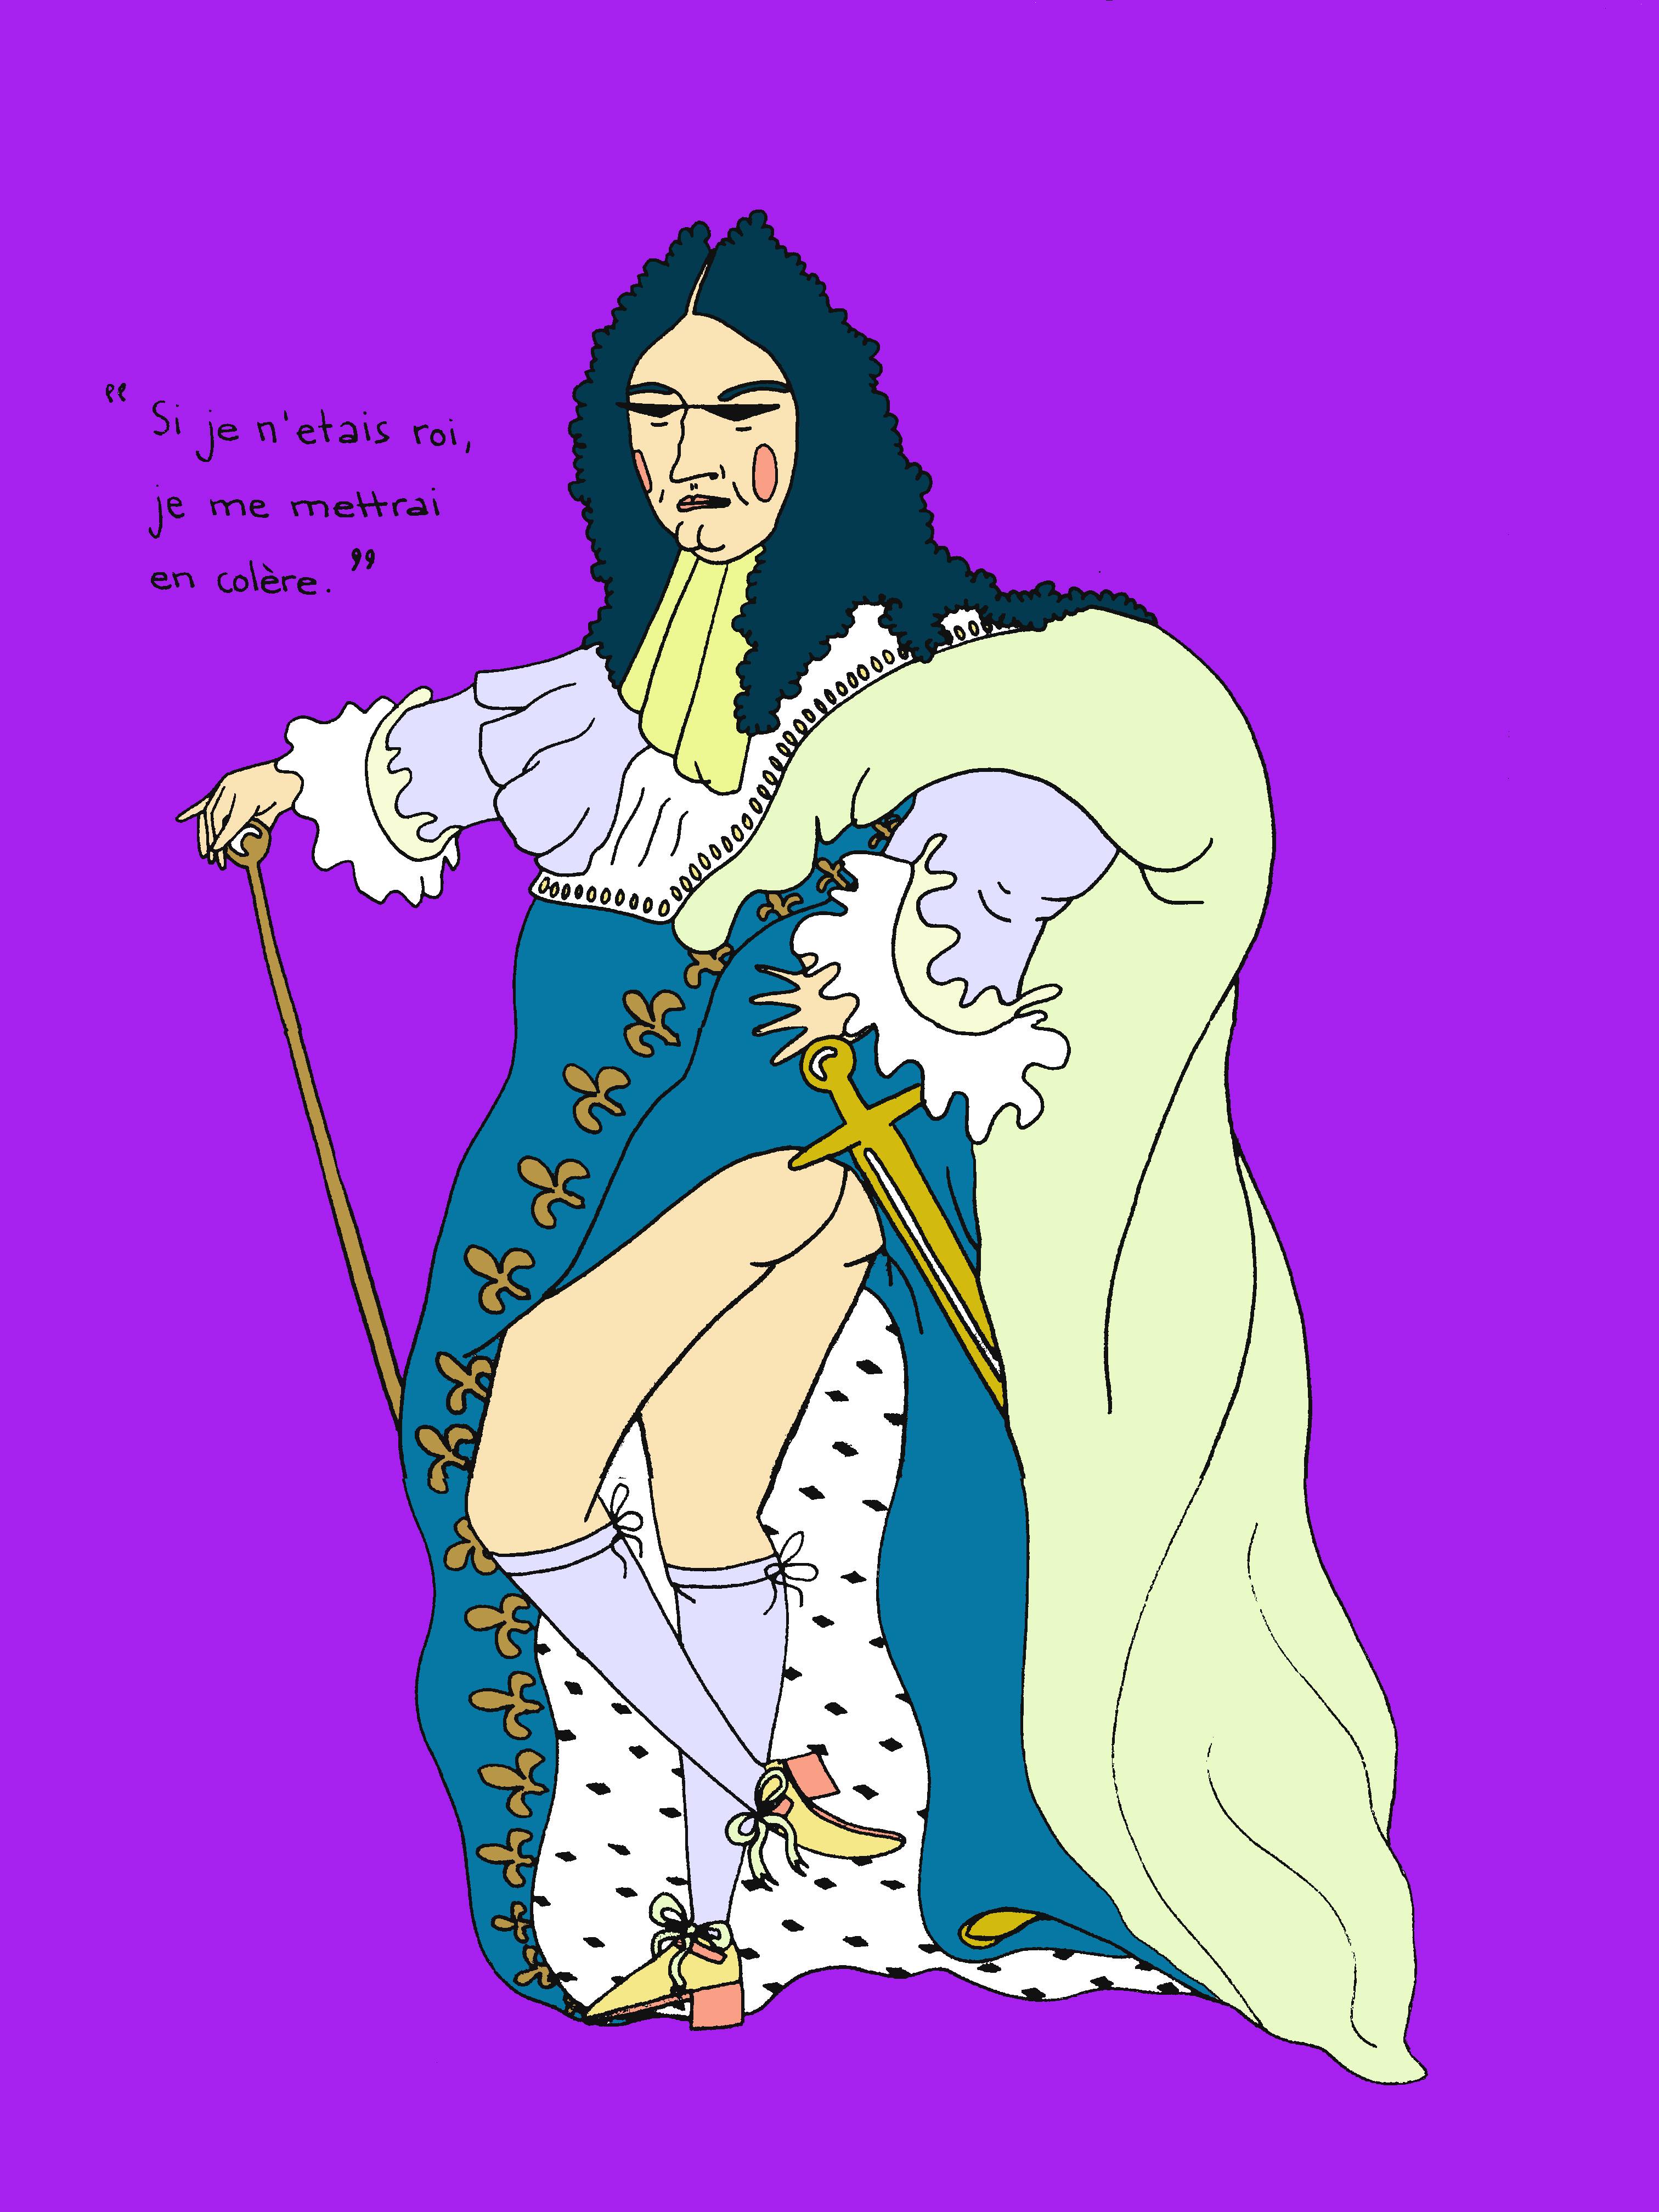 “Si je n'etais roi,
je me mettrai
en colère.”